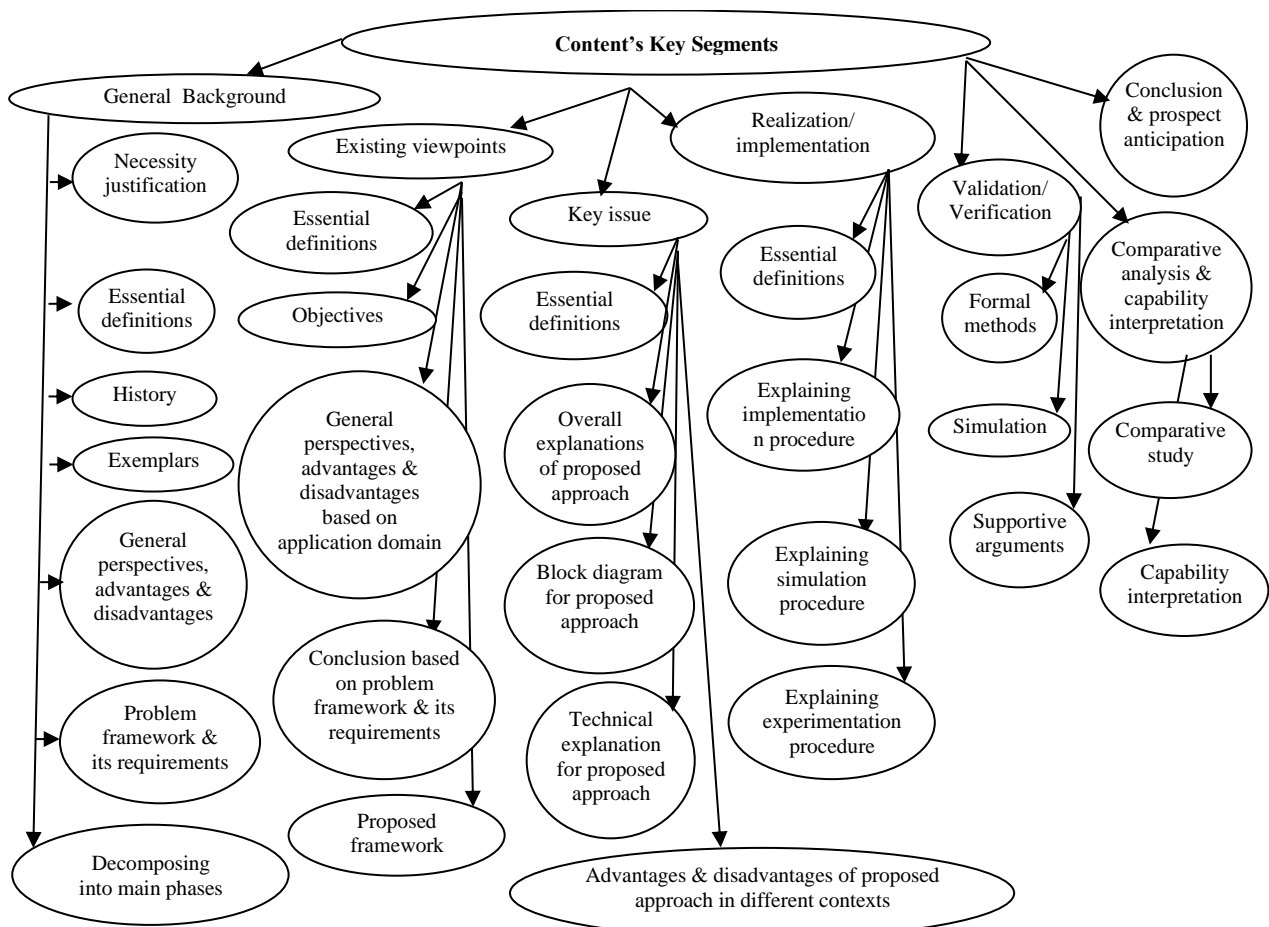 Content's Key Segments
General Background
Necessity
justification
Essential
definitions
History
Exemplars
General
perspectives,
advantages &
disadvantages
Problem
framework &
its requirements
Decomposing
into main phases
Existing viewpoints
Essential
definitions
Objectives
General
perspectives,
advantages &
disadvantages
based on
application domain
Conclusion based
on problem
framework & its
requirements
Proposed
framework
Key issue
Essential
definitions
Overall
explanations
of proposed
approach
Block diagram
for proposed
approach
Technical
explanation
for proposed
approach
Advantages & disadvantages of proposed
approach in different contexts
Realization/
implementation
Essential
definitions
Explaining
implementatio
n procedure
Explaining
simulation
procedure
Explaining
experimentation
procedure
Validation/
Verification
Formal
methods
Simulation
Supportive
arguments
Comparative
analysis &
capability
interpretation
Comparative
study
Capability
interpretation
Conclusion
& prospect
anticipation